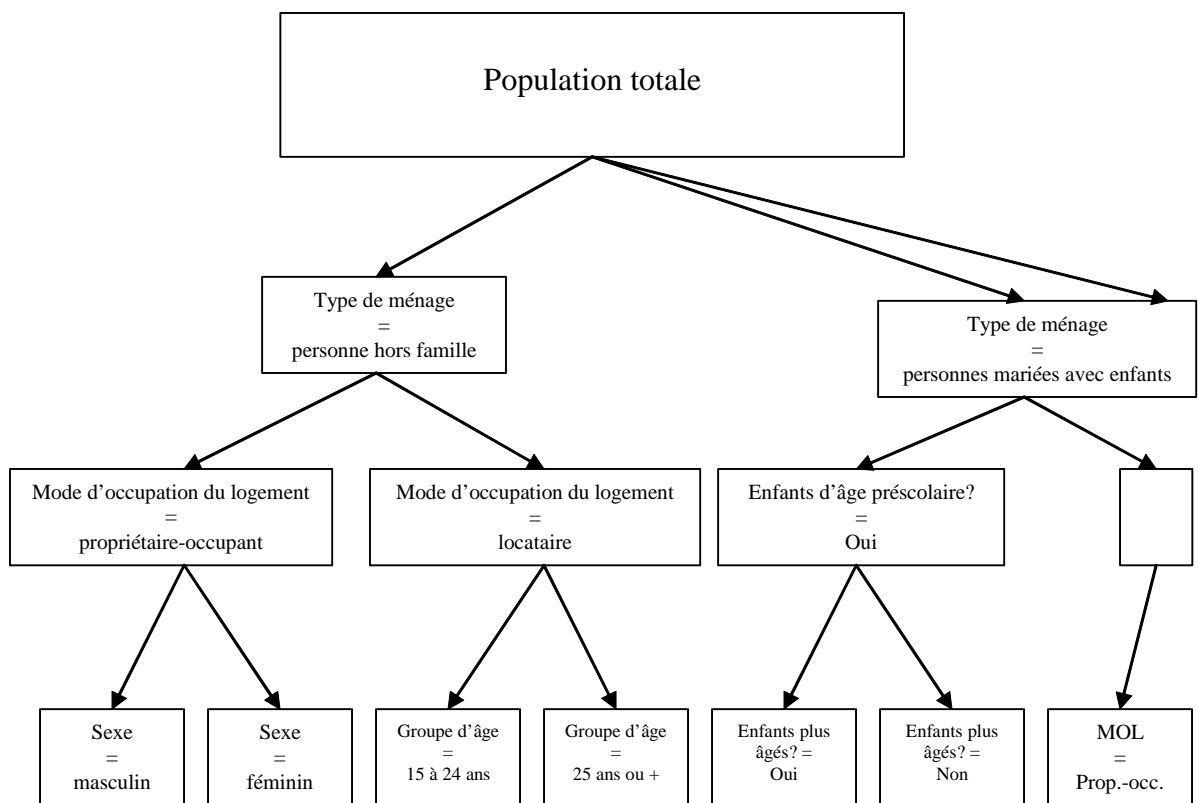 Population totale
Type de ménage
=
personne hors famille
Type de ménage
=
personnes mariées avec enfants
Mode d'occupation du logement
=
propriétaire-occupant
Mode d'occupation du logement
=
locataire
Enfants d'âge préscolaire?
=
Oui
Sexe
=
masculin
Sexe
=
féminin
Groupe d'âge
=
15 à 24 ans
Groupe d'âge
=
25 ans ou +
Enfants plus
âgés? =
Oui
Enfants plus
âgés? =
Non
MOL
=
Prop.-occ.